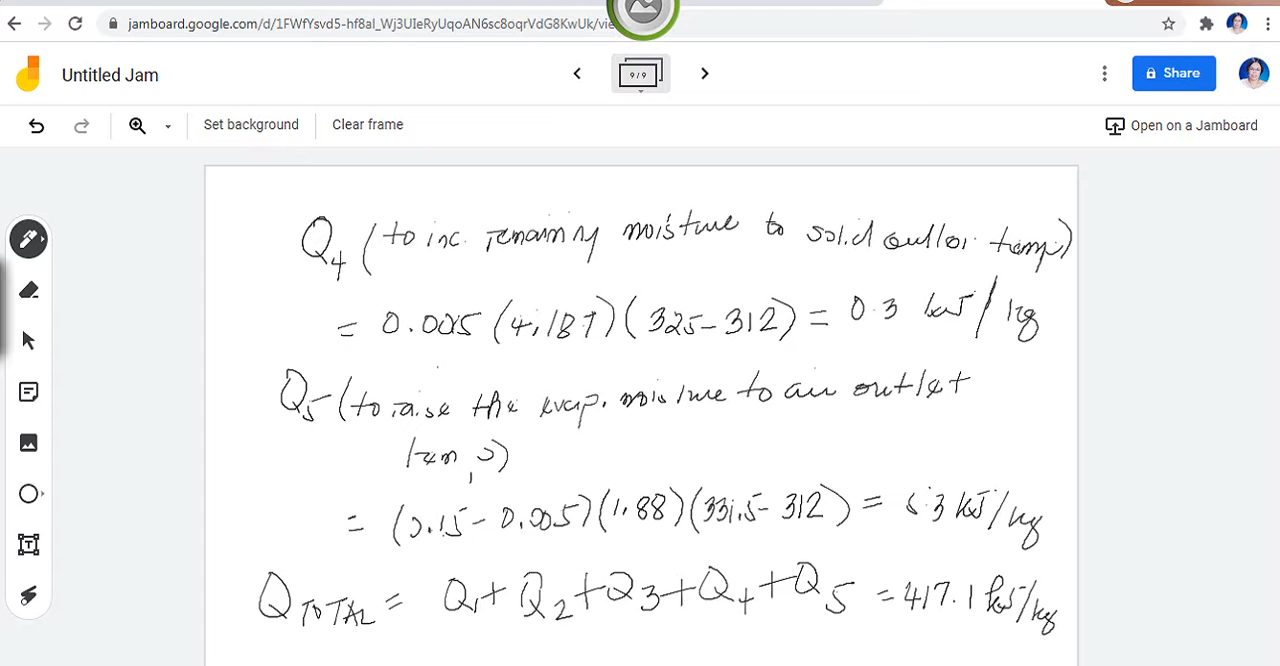 jamboard.google.com/d/1FWfYsvd5-hf8al_Wj3UIeRyUqoAN6sc8oqrVdG8KwUk/vie
Untitled Jam
9/9
Share
Set background
Clear frame
Open on a Jamboard
Q4 (to inc. remaining moisture to solid outlet temp)
= 0.005 (4.187) (325-312) = 0.3 kJ/kg
Q5 (to raise the evap. moisture to air outlet
temp)
= (0.15 - 0.005) (1.88) (331.5 - 312) = 5.3 kJ/kg
QTOTAL = Q1 + Q2 + Q3 + Q4 + Q5 = 417.1 kJ/kg